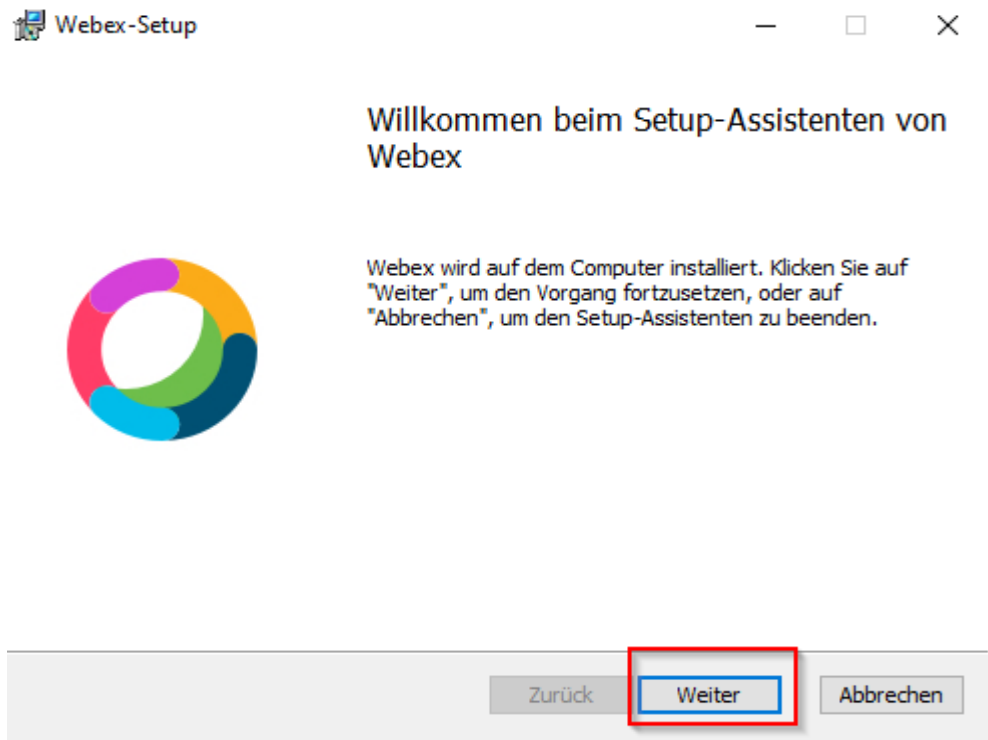 Webex-Setup
Willkommen beim Setup-Assistenten von
Webex
Webex wird auf dem Computer installiert. Klicken Sie auf
"Weiter", um den Vorgang fortzusetzen, oder auf
"Abbrechen", um den Setup-Assistenten zu beenden.
Zurück Weiter Abbrechen